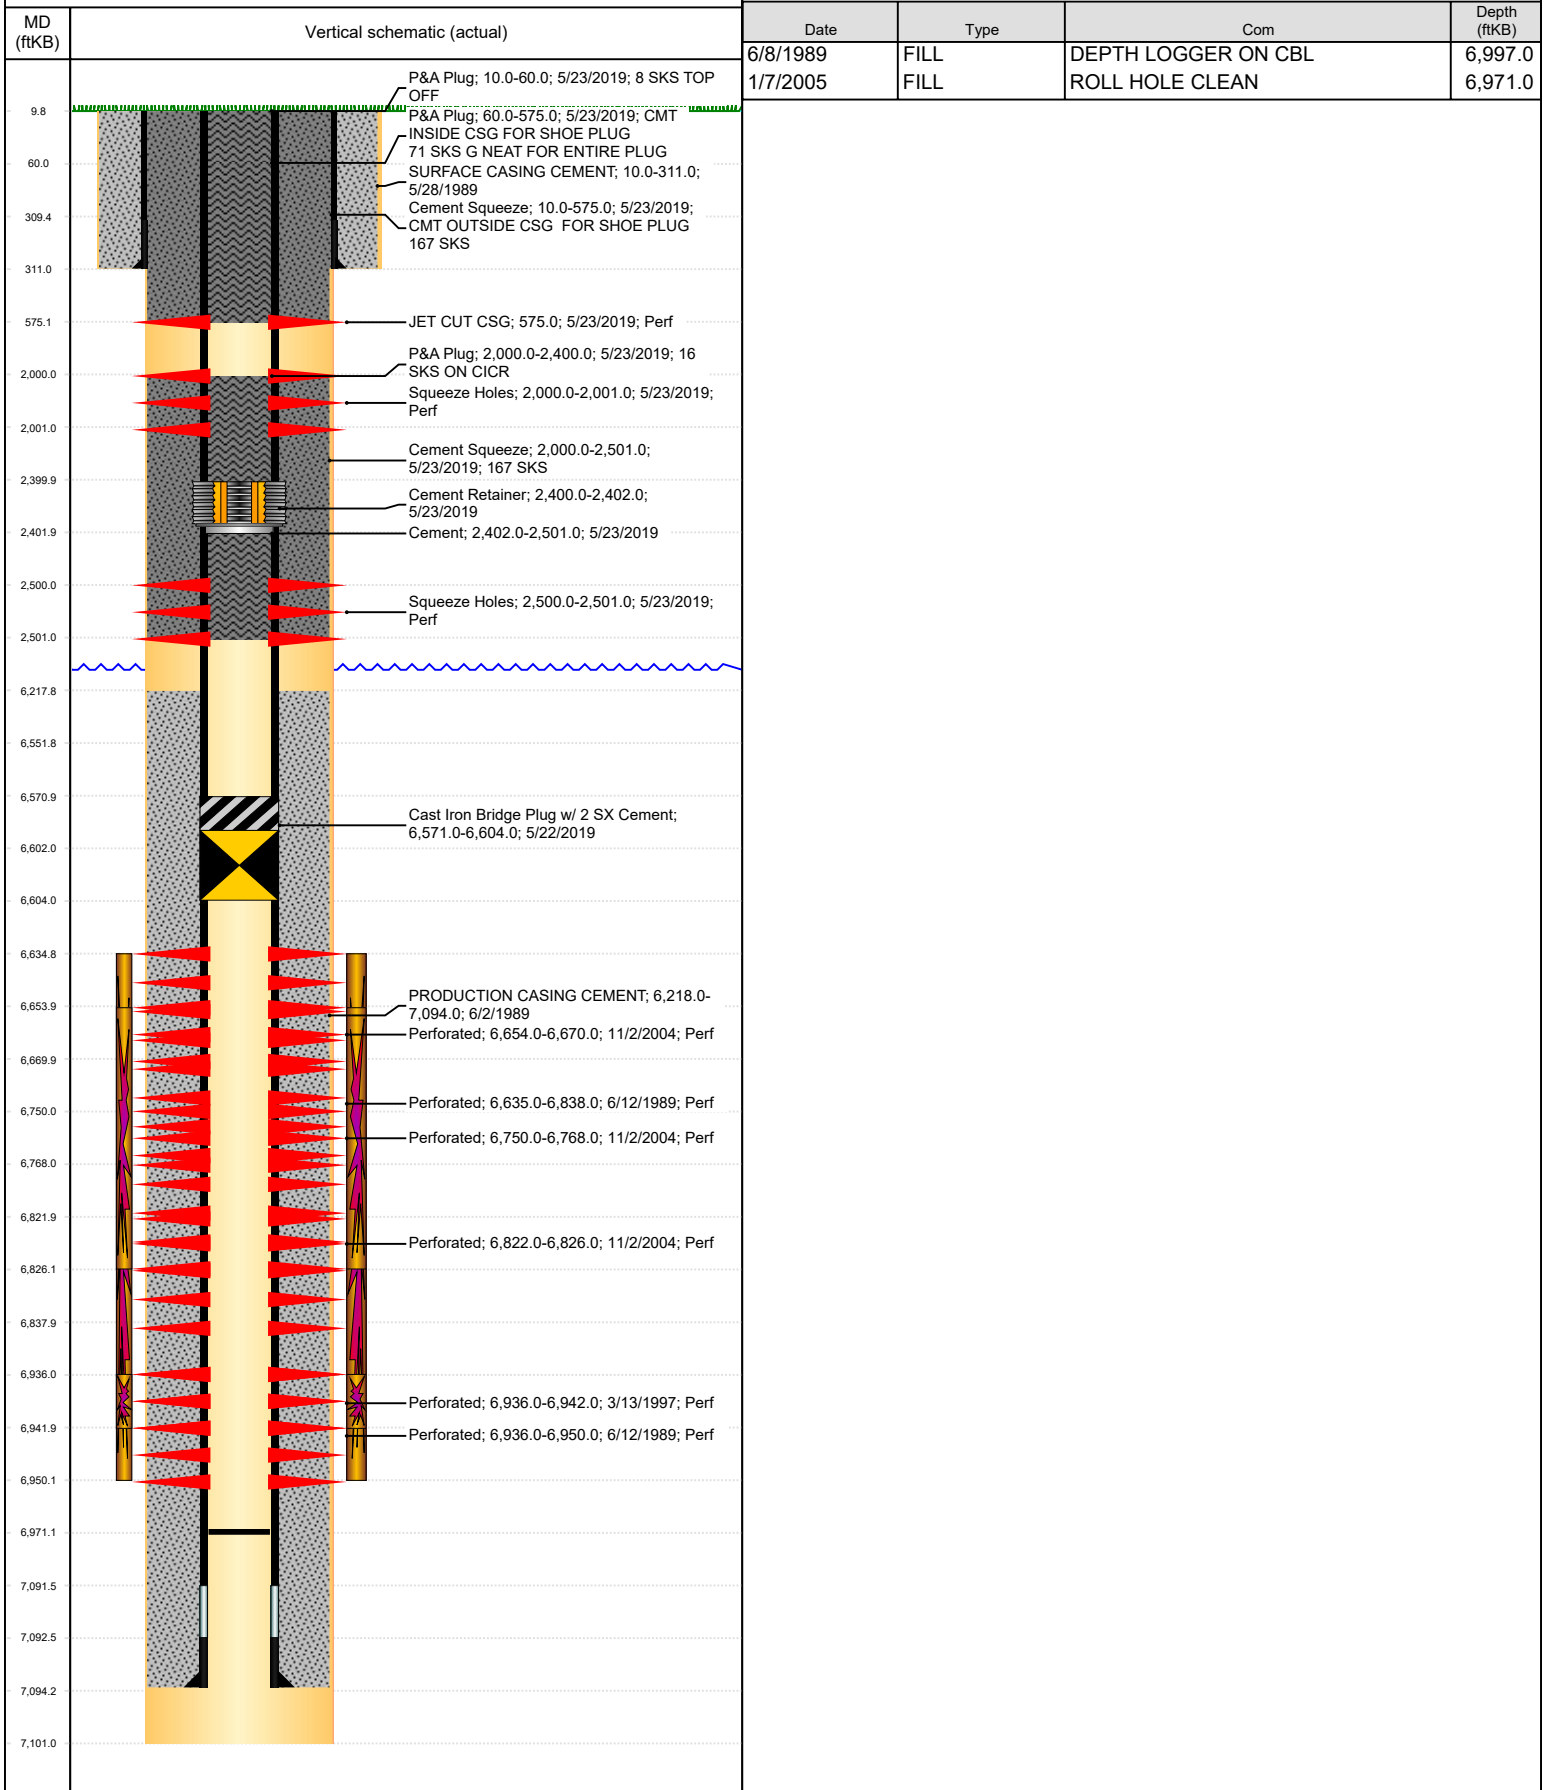 MD
(ftKB)
Vertical schematic (actual)
Date
Type
Com
Depth
(ftKB)
6/8/1989
FILL
DEPTH LOGGER ON CBL
6,997.0
1/7/2005
FILL
ROLL HOLE CLEAN
6,971.0
P&A Plug; 10.0-60.0; 5/23/2019; 8 SKS TOP
OFF
9.8
P&A Plug; 60.0-575.0; 5/23/2019; CMT
INSIDE CSG FOR SHOE PLUG
71 SKS G NEAT FOR ENTIRE PLUG
60.0
SURFACE CASING CEMENT; 10.0-311.0;
5/28/1989
Cement Squeeze; 10.0-575.0; 5/23/2019;
CMT OUTSIDE CSG  FOR SHOE PLUG
167 SKS
309.4
311.0
575.1
JET CUT CSG; 575.0; 5/23/2019; Perf
P&A Plug; 2,000.0-2,400.0; 5/23/2019; 16
SKS ON CICR
2,000.0
Squeeze Holes; 2,000.0-2,001.0; 5/23/2019;
Perf
2,001.0
Cement Squeeze; 2,000.0-2,501.0;
5/23/2019; 167 SKS
2,399.9
Cement Retainer; 2,400.0-2,402.0;
5/23/2019
2,401.9
Cement; 2,402.0-2,501.0; 5/23/2019
2,500.0
Squeeze Holes; 2,500.0-2,501.0; 5/23/2019;
Perf
2,501.0
6,217.8
6,551.8
6,570.9
Cast Iron Bridge Plug w/ 2 SX Cement;
6,571.0-6,604.0; 5/22/2019
6,602.0
6,604.0
6,634.8
PRODUCTION CASING CEMENT; 6,218.0-
7,094.0; 6/2/1989
6,653.9
Perforated; 6,654.0-6,670.0; 11/2/2004; Perf
6,669.9
Perforated; 6,635.0-6,838.0; 6/12/1989; Perf
6,750.0
Perforated; 6,750.0-6,768.0; 11/2/2004; Perf
6,768.0
6,821.9
Perforated; 6,822.0-6,826.0; 11/2/2004; Perf
6,826.1
6,837.9
6,936.0
Perforated; 6,936.0-6,942.0; 3/13/1997; Perf
6,941.9
Perforated; 6,936.0-6,950.0; 6/12/1989; Perf
6,950.1
6,971.1
7,091.5
7,092.5
7,094.2
7,101.0